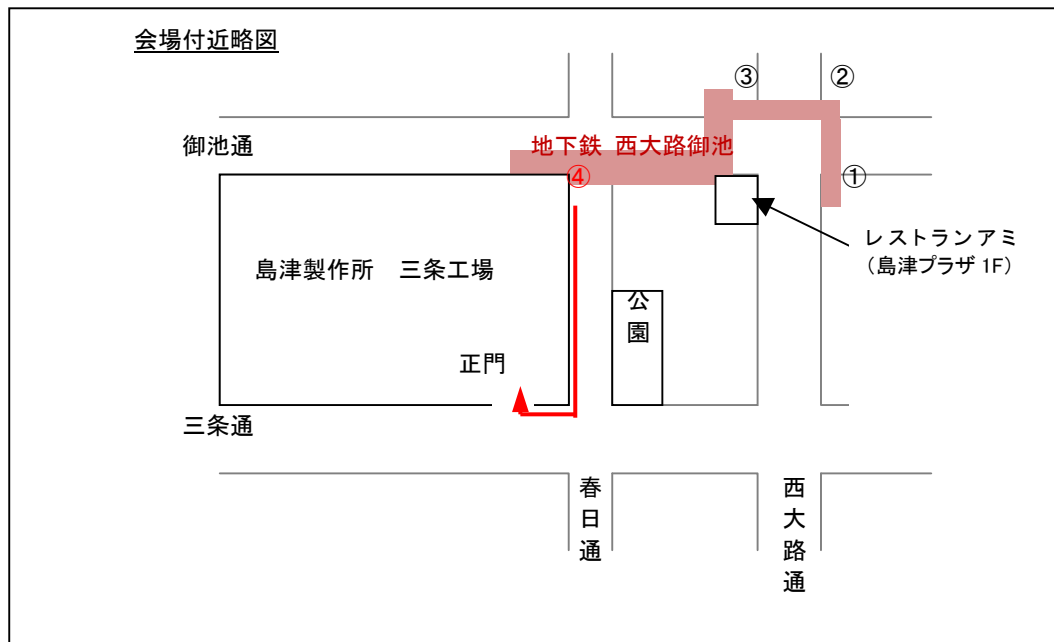 会場付近略図
③
②
御池通
地下鉄 西大路御池
④
①
レストランアミ
（島津プラザ 1F）
島津製作所　三条工場
公園
正門
三条通
春日通
西大路通